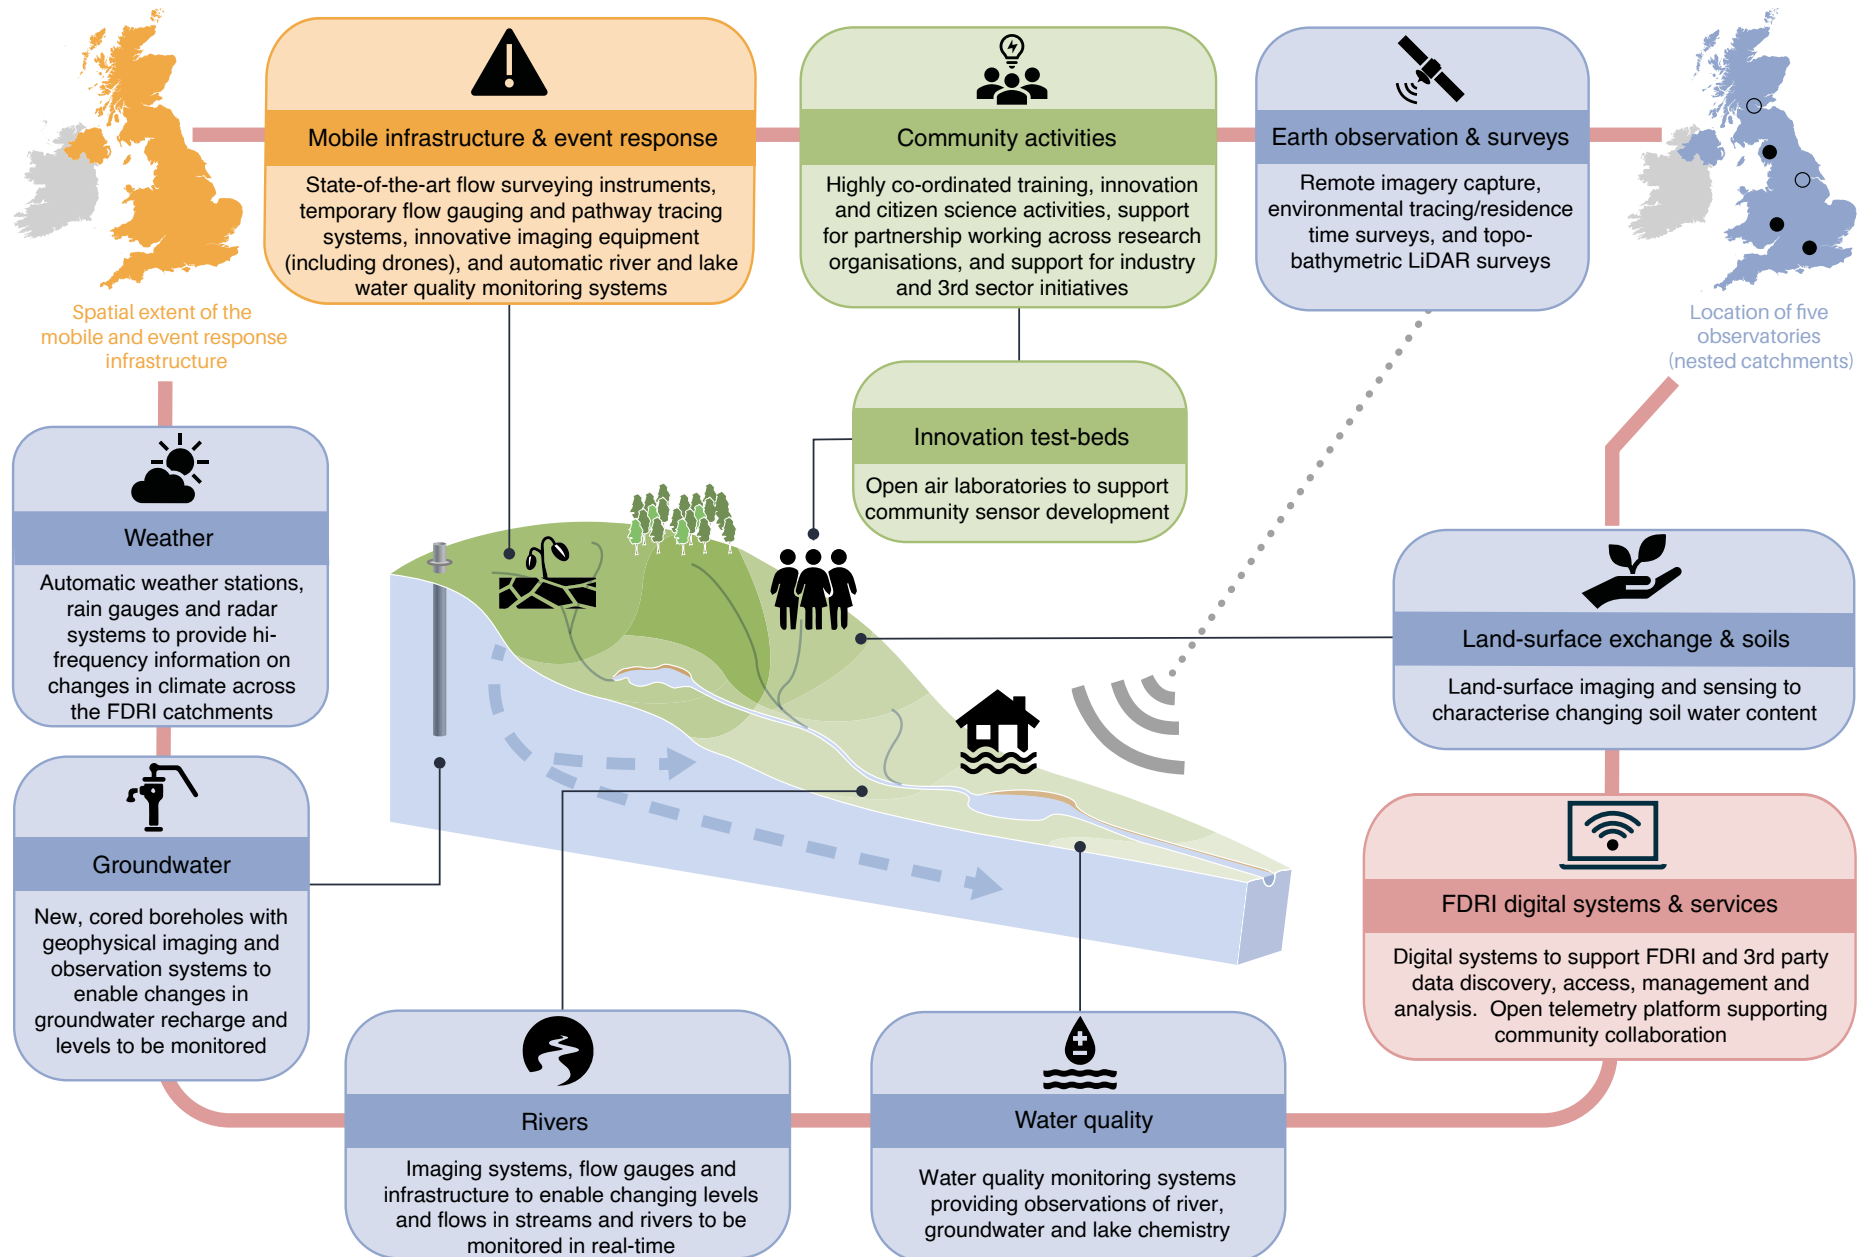 Mobile infrastructure & event response
State-of-the-art flow surveying instruments,
temporary flow gauging and pathway tracing
systems, innovative imaging equipment
(including drones), and automatic river and lake
water quality monitoring systems
Community activities
Highly co-ordinated training, innovation
and citizen science activities, support
for partnership working across research
organisations, and support for industry
and 3rd sector initiatives
Earth observation & surveys
Remote imagery capture,
environmental tracing/residence
time surveys, and topo-
bathymetric LiDAR surveys
Spatial extent of the
mobile and event response
infrastructure
Location of five
observatories
(nested catchments)
Innovation test-beds
Open air laboratories to support
community sensor development
Weather
Automatic weather stations,
rain gauges and radar
systems to provide hi-
frequency information on
changes in climate across
the FDRI catchments
Land-surface exchange & soils
Land-surface imaging and sensing to
characterise changing soil water content
Groundwater
New, cored boreholes with
geophysical imaging and
observation systems to
enable changes in
groundwater recharge and
levels to be monitored
FDRI digital systems & services
Digital systems to support FDRI and 3rd party
data discovery, access, management and
analysis. Open telemetry platform supporting
community collaboration
Rivers
Imaging systems, flow gauges and
infrastructure to enable changing levels
and flows in streams and rivers to be
monitored in real-time
Water quality
Water quality monitoring systems
providing observations of river,
groundwater and lake chemistry